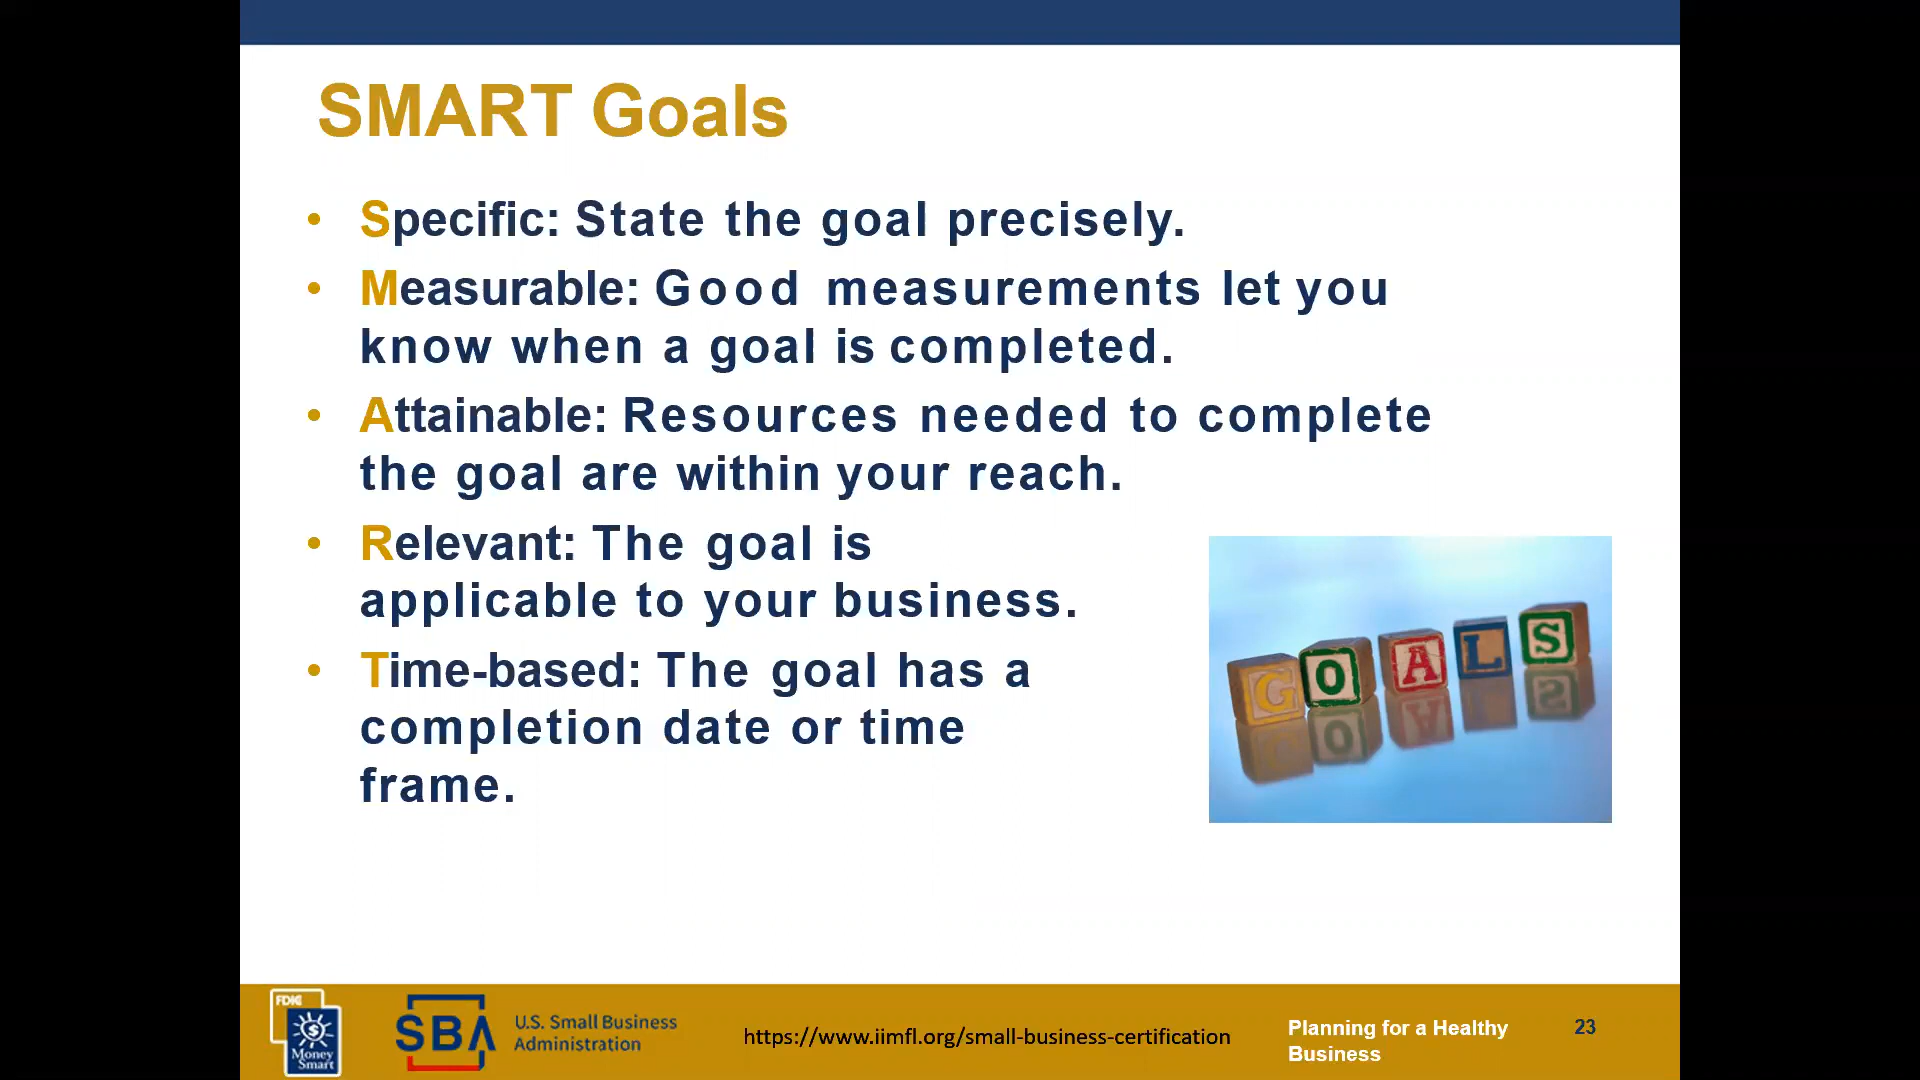 SMART Goals
• Specific: State the goal precisely.
• Measurable: Good measurements let you
know when a goal is completed.
• Attainable: Resources needed to complete
the goal are within your reach.
• Relevant: The goal is
applicable to your business.
• Time-based: The goal has a
completion date or time
frame.
GOALS
FDIC
Money
Smart
SBA
U.S. Small Business
Administration
https://www.iimfl.org/small-business-certification
Planning for a Healthy
Business
23